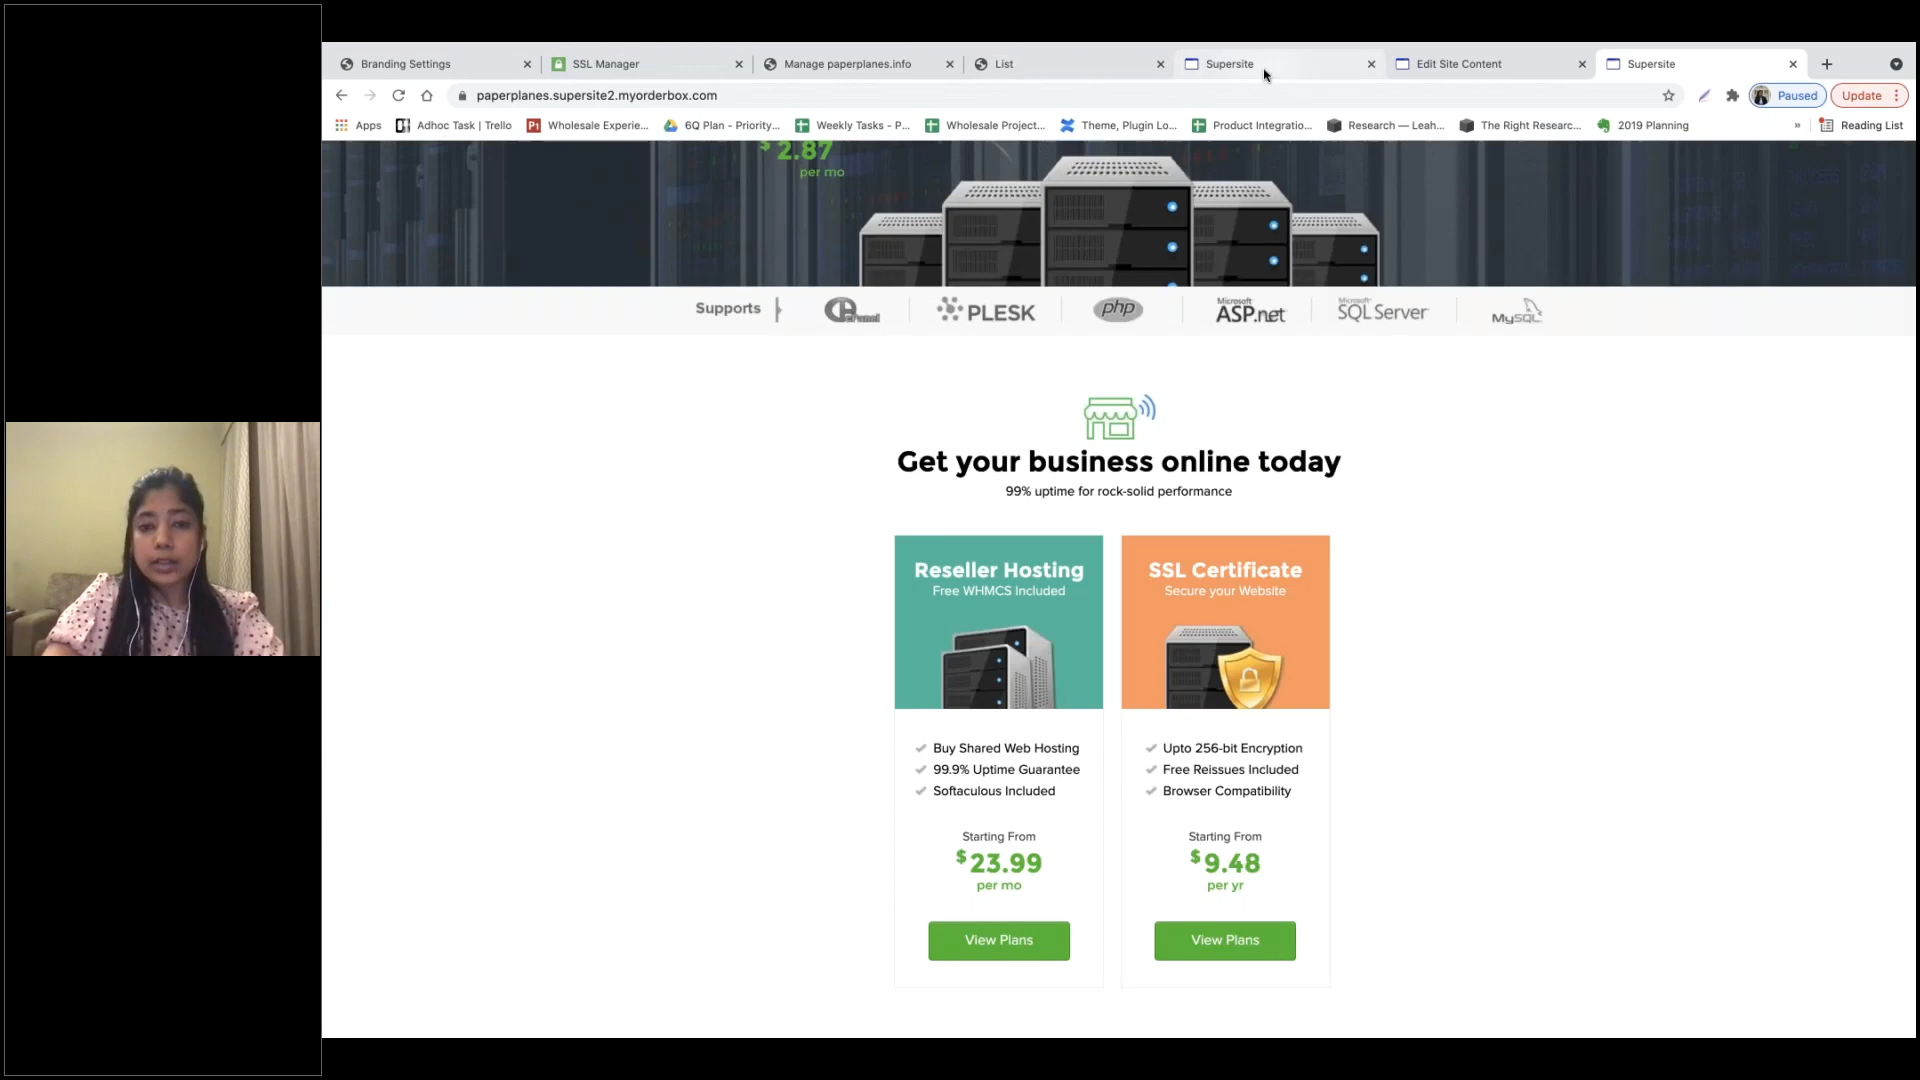 Branding Settings
SSL Manager
Manage paperplanes.info
List
Supersite
Edit Site Content
Supersite
paperplanes.supersite2.myorderbox.com
Paused
Update
Apps
Adhoc Task | Trello
Wholesale Experie...
6Q Plan - Priority...
Weekly Tasks - P...
Wholesale Project...
Theme, Plugin Lo...
Product Integratio...
Research — Leah...
The Right Researc...
2019 Planning
»
Reading List
$ 2.87
per mo
Supports
cPanel
PLESK
php
Microsoft
ASP.net
Microsoft
SQL Server
MySQL
Get your business online today
99% uptime for rock-solid performance
Reseller Hosting
Free WHMCS Included
Buy Shared Web Hosting
99.9% Uptime Guarantee
Softaculous Included
Starting From
$23.99
per mo
View Plans
SSL Certificate
Secure your Website
Upto 256-bit Encryption
Free Reissues Included
Browser Compatibility
Starting From
$9.48
per yr
View Plans